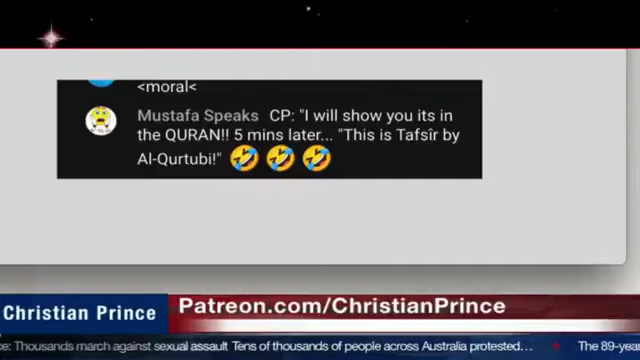 <moral<
Mustafa Speaks CP: "I will show you its in
the QURAN!! 5 mins later... "This is Tafsîr by
Al-Qurtubi!" 🤣 🤣 🤣
Christian Prince
Patreon.com/ChristianPrince
ce: Thousands march against sexual assault Tens of thousands of people across Australia protested... The 89-yea